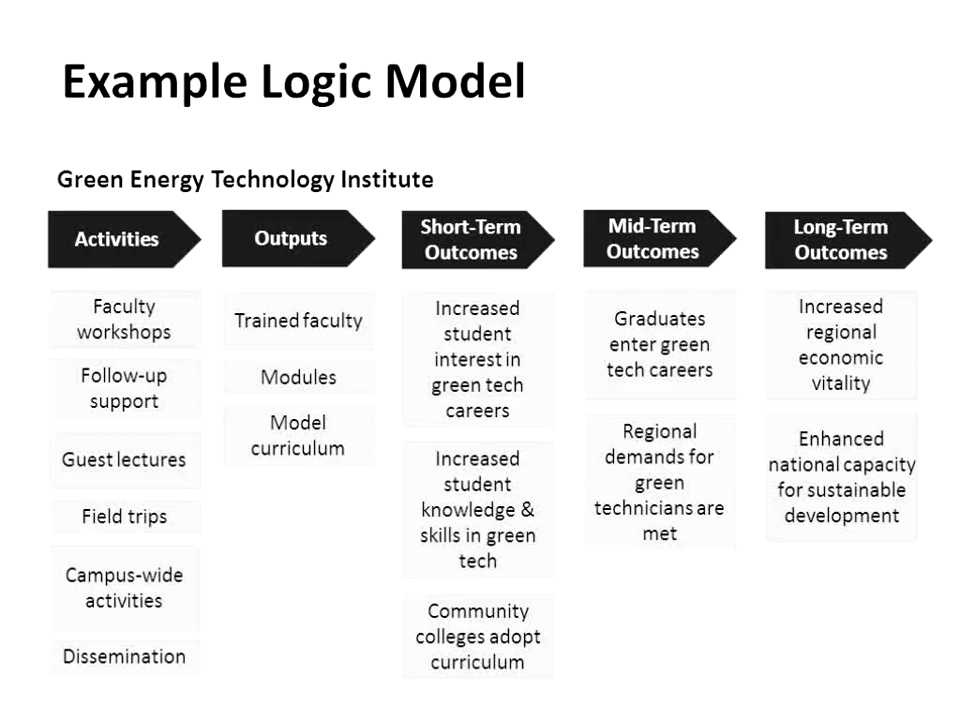 Example Logic Model
Green Energy Technology Institute
Activities
Faculty
workshops
Follow-up
support
Guest lectures
Field trips
Campus-wide
activities
Dissemination
Outputs
Trained faculty
Modules
Model
curriculum
Short-Term
Outcomes
Increased
student
interest in
green tech
careers
Increased
student
knowledge &
skills in green
tech
Community
colleges adopt
curriculum
Mid-Term
Outcomes
Graduates
enter green
tech careers
Regional
demands for
green
technicians are
met
Long-Term
Outcomes
Increased
regional
economic
vitality
Enhanced
national capacity
for sustainable
development